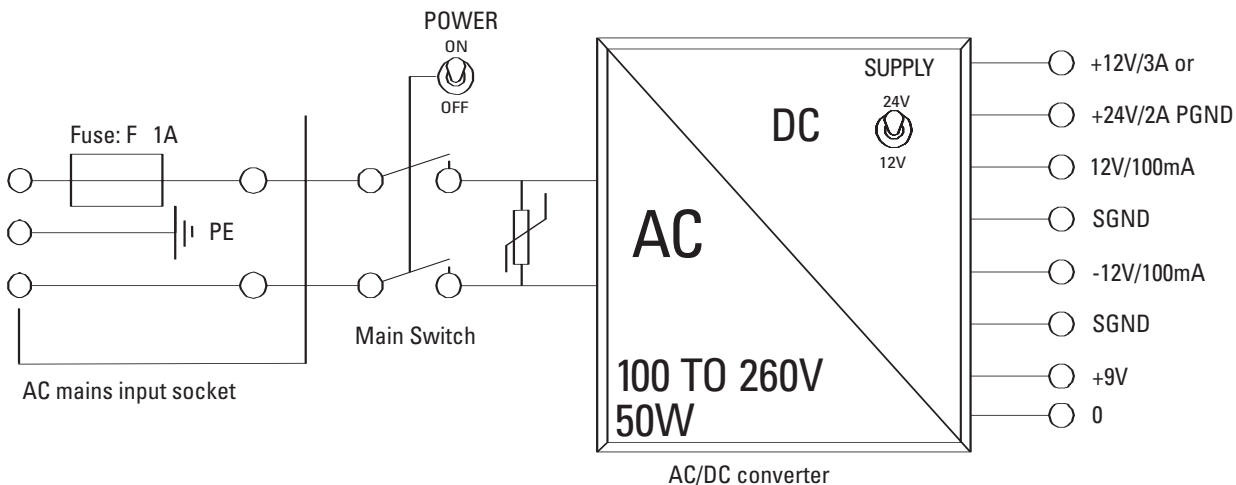 POWER
ON
OFF
Fuse: F 1A
PE
Main Switch
AC mains input socket
SUPPLY
24V
12V
DC
AC
100 TO 260V
50W
AC/DC converter
+12V/3A or
+24V/2A PGND
12V/100mA
SGND
-12V/100mA
SGND
+9V
0